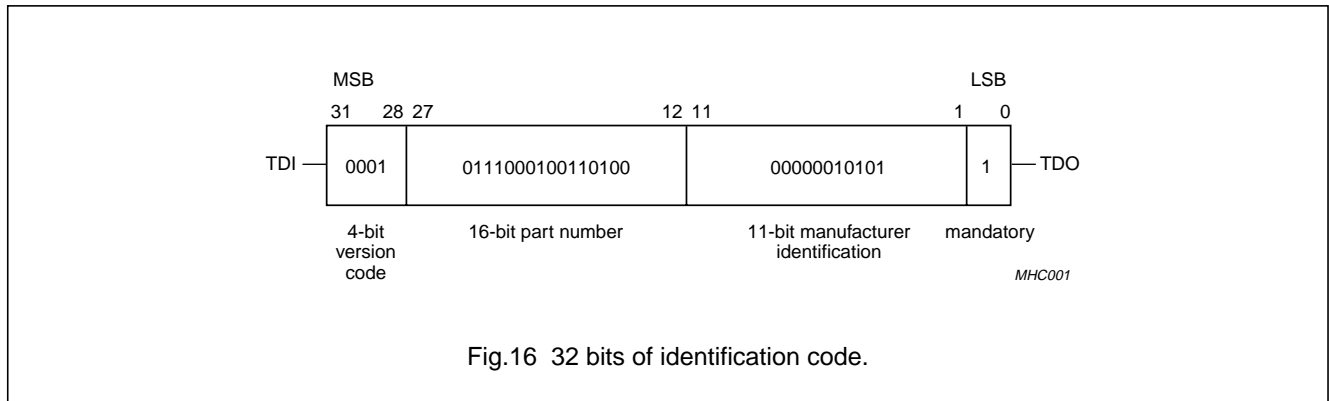 MSB LSB
31 28 27 12 11 1 0
TDI 0001 0111000100110100 00000010101 1 TDO
4-bit 16-bit part number 11-bit manufacturer mandatory
version identification
code
MHC001
Fig.16 32 bits of identification code.